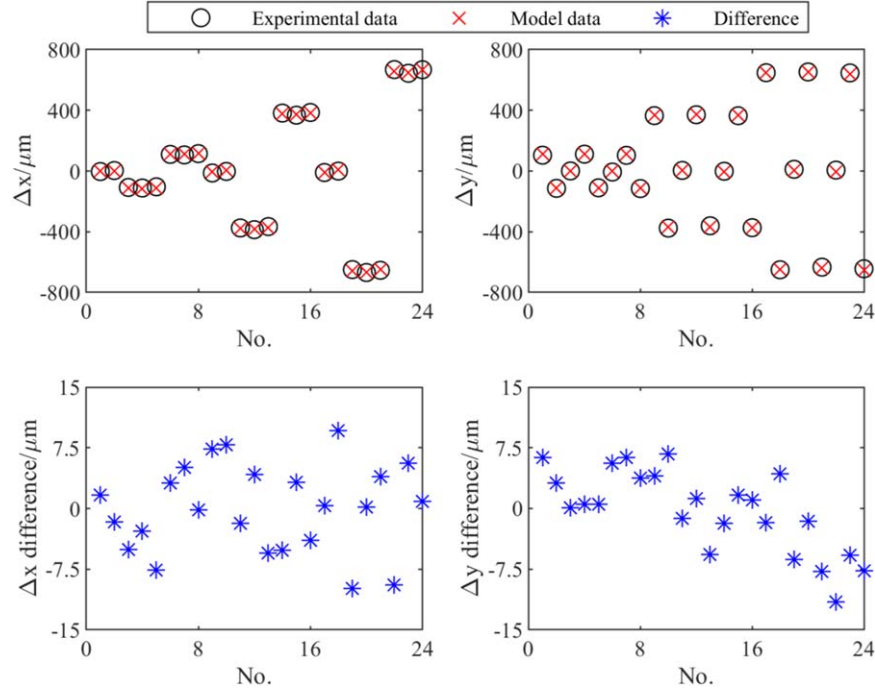 Experimental data Model data Difference
800
400
0
-400
-800
Δx/μm
0 8 16 24
No.
800
400
0
-400
-800
Δy/μm
0 8 16 24
No.
15
7.5
0
-7.5
-15
Δx difference/μm
0 8 16 24
No.
15
7.5
0
-7.5
-15
Δy difference/μm
0 8 16 24
No.